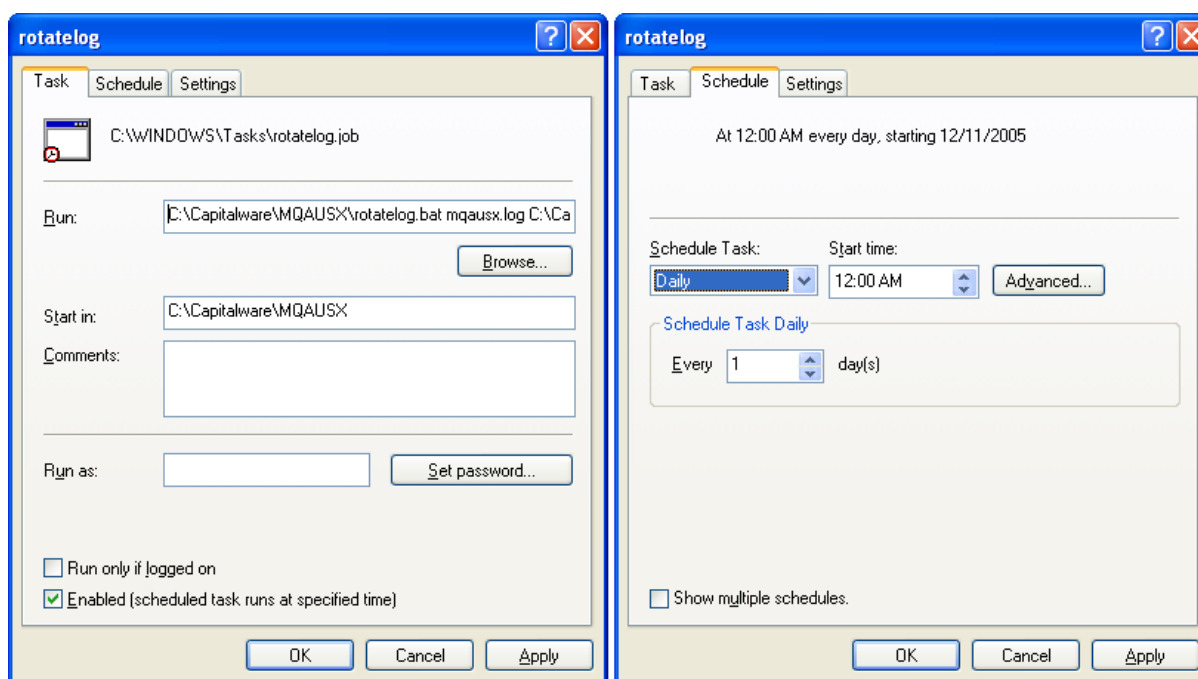 rotatelog
Task Schedule Settings
C:\WINDOWS\Tasks\rotatelog.job
Run: C:\Capitalware\MQAUSX\rotatelog.bat mqausx.log C:\Ca
Browse...
Start in: C:\Capitalware\MQAUSX
Comments:
Run as: Set password...
Run only if logged on
Enabled (scheduled task runs at specified time)
OK Cancel Apply
rotatelog
Task Schedule Settings
At 12:00 AM every day, starting 12/11/2005
Schedule Task: Start time:
Daily 12:00 AM Advanced...
Schedule Task Daily
Every 1 day(s)
Show multiple schedules.
OK Cancel Apply